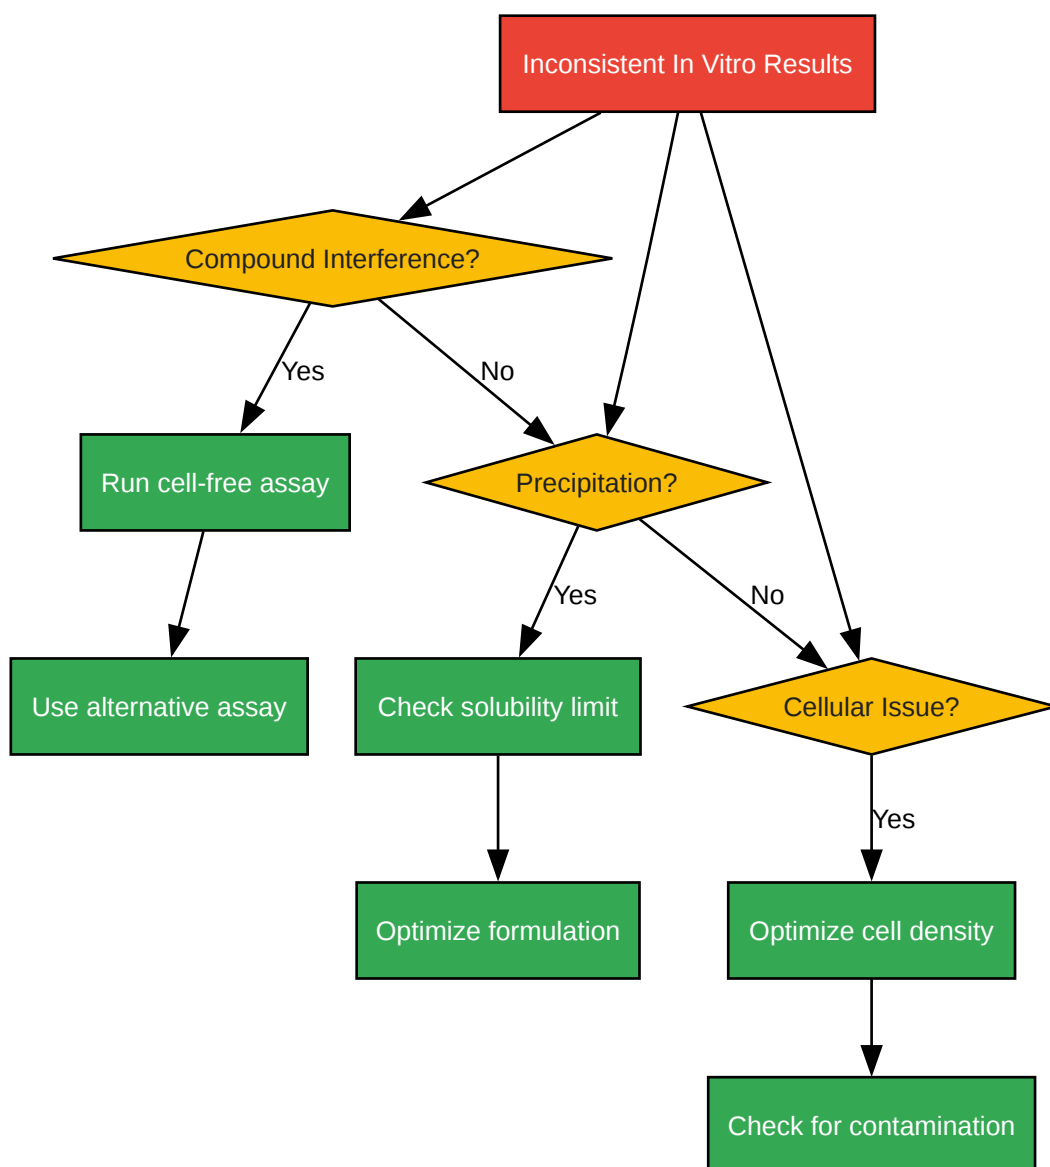 Inconsistent In Vitro Results
Compound Interference?
Yes
No
Run cell-free assay
Precipitation?
Yes
No
Use alternative assay
Check solubility limit
Cellular Issue?
Yes
Optimize formulation
Optimize cell density
Check for contamination